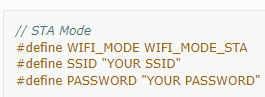 // STA Mode
#define WIFI_MODE WIFI_MODE_STA
#define SSID "YOUR SSID"
#define PASSWORD "YOUR PASSWORD"